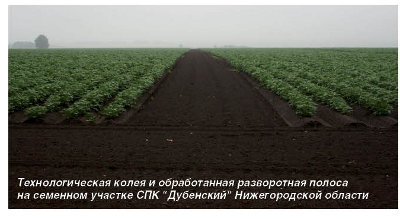 Технологическая колея и обработанная разворотная полоса
на семенном участке СПК "Дубенский" Нижегородской области